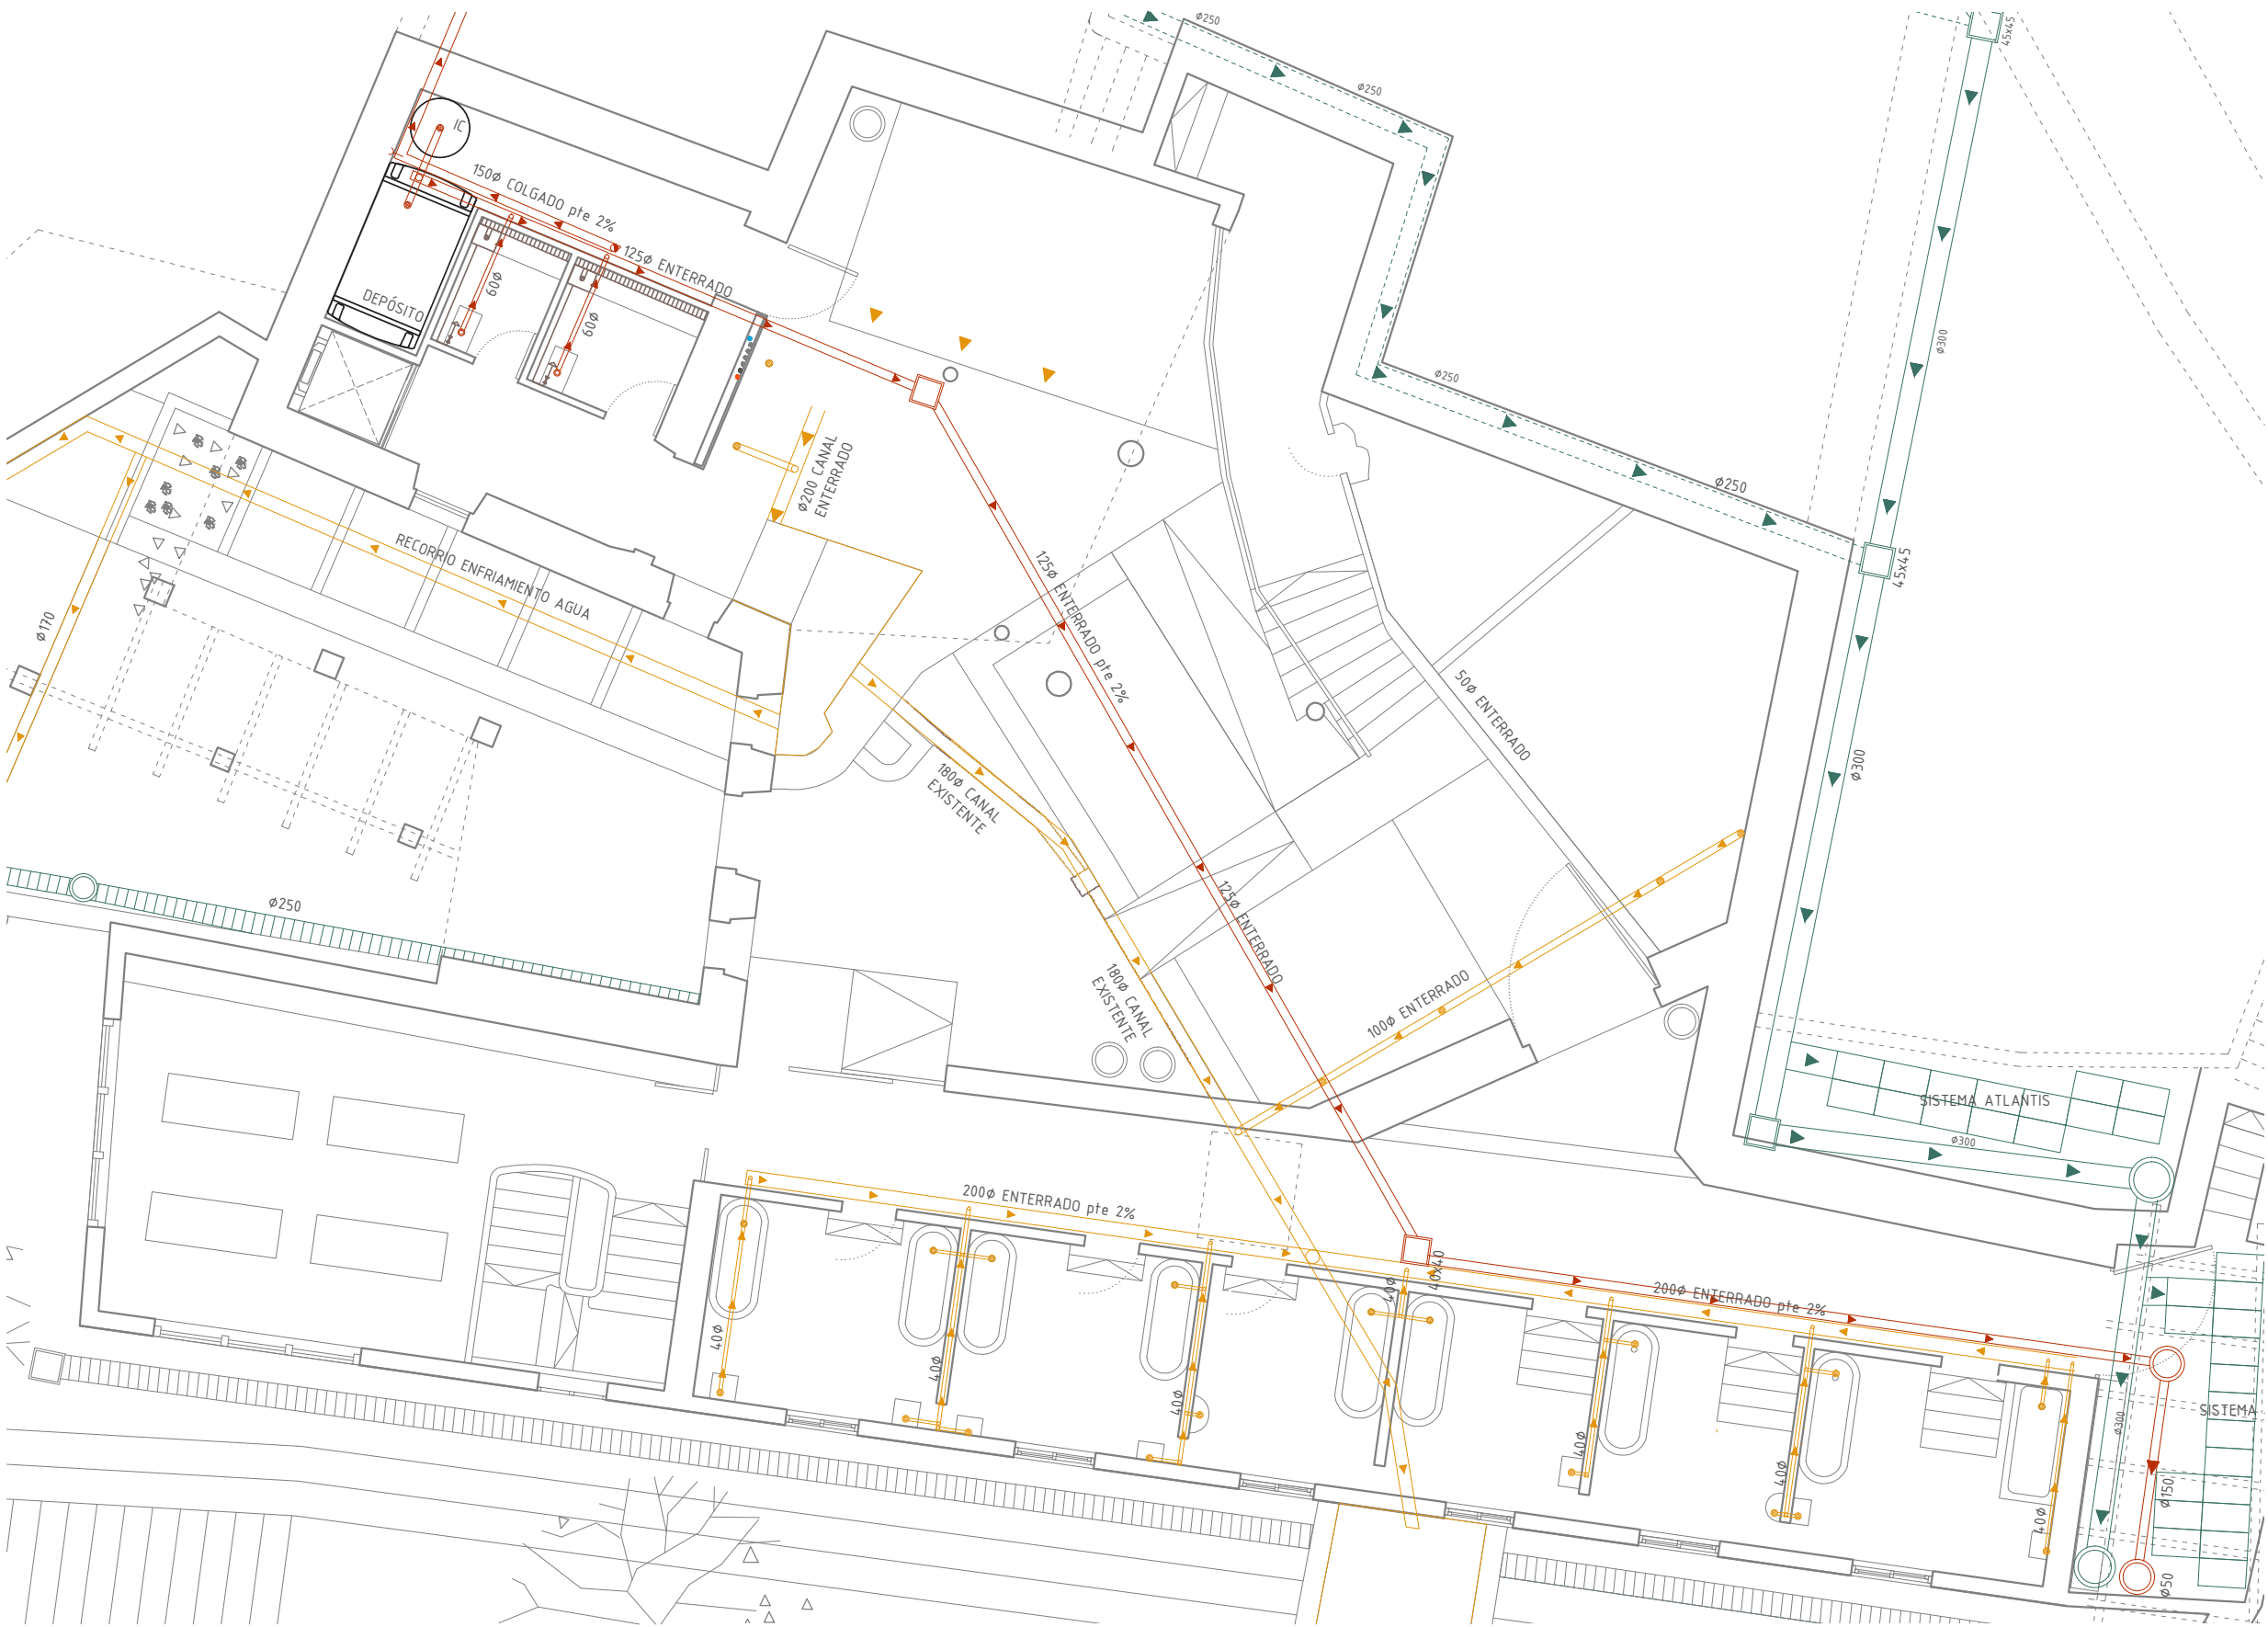 ø250
45x45
ø250
IC
150ø COLGADO pte 2%
125ø ENTERRADO
60ø
DEPÓSITO
60ø
ø300
ø250
ø200 CANAL
ENTERRADO
ø250
RECORRIO ENFRIAMIENTO AGUA
45x45
125ø ENTERRADO pte 2%
ø170
50ø ENTERRADO
180ø CANAL
EXISTENTE
ø300
ø250
125ø ENTERRADO
180ø CANAL
EXISTENTE
100ø ENTERRADO
SISTEMA ATLANTIS
ø300
200ø ENTERRADO pte 2%
40x40
40ø
200ø ENTERRADO pte 2%
40ø
40ø
40ø
SISTEMA
ø300
40ø
40ø
ø150
40ø
ø50